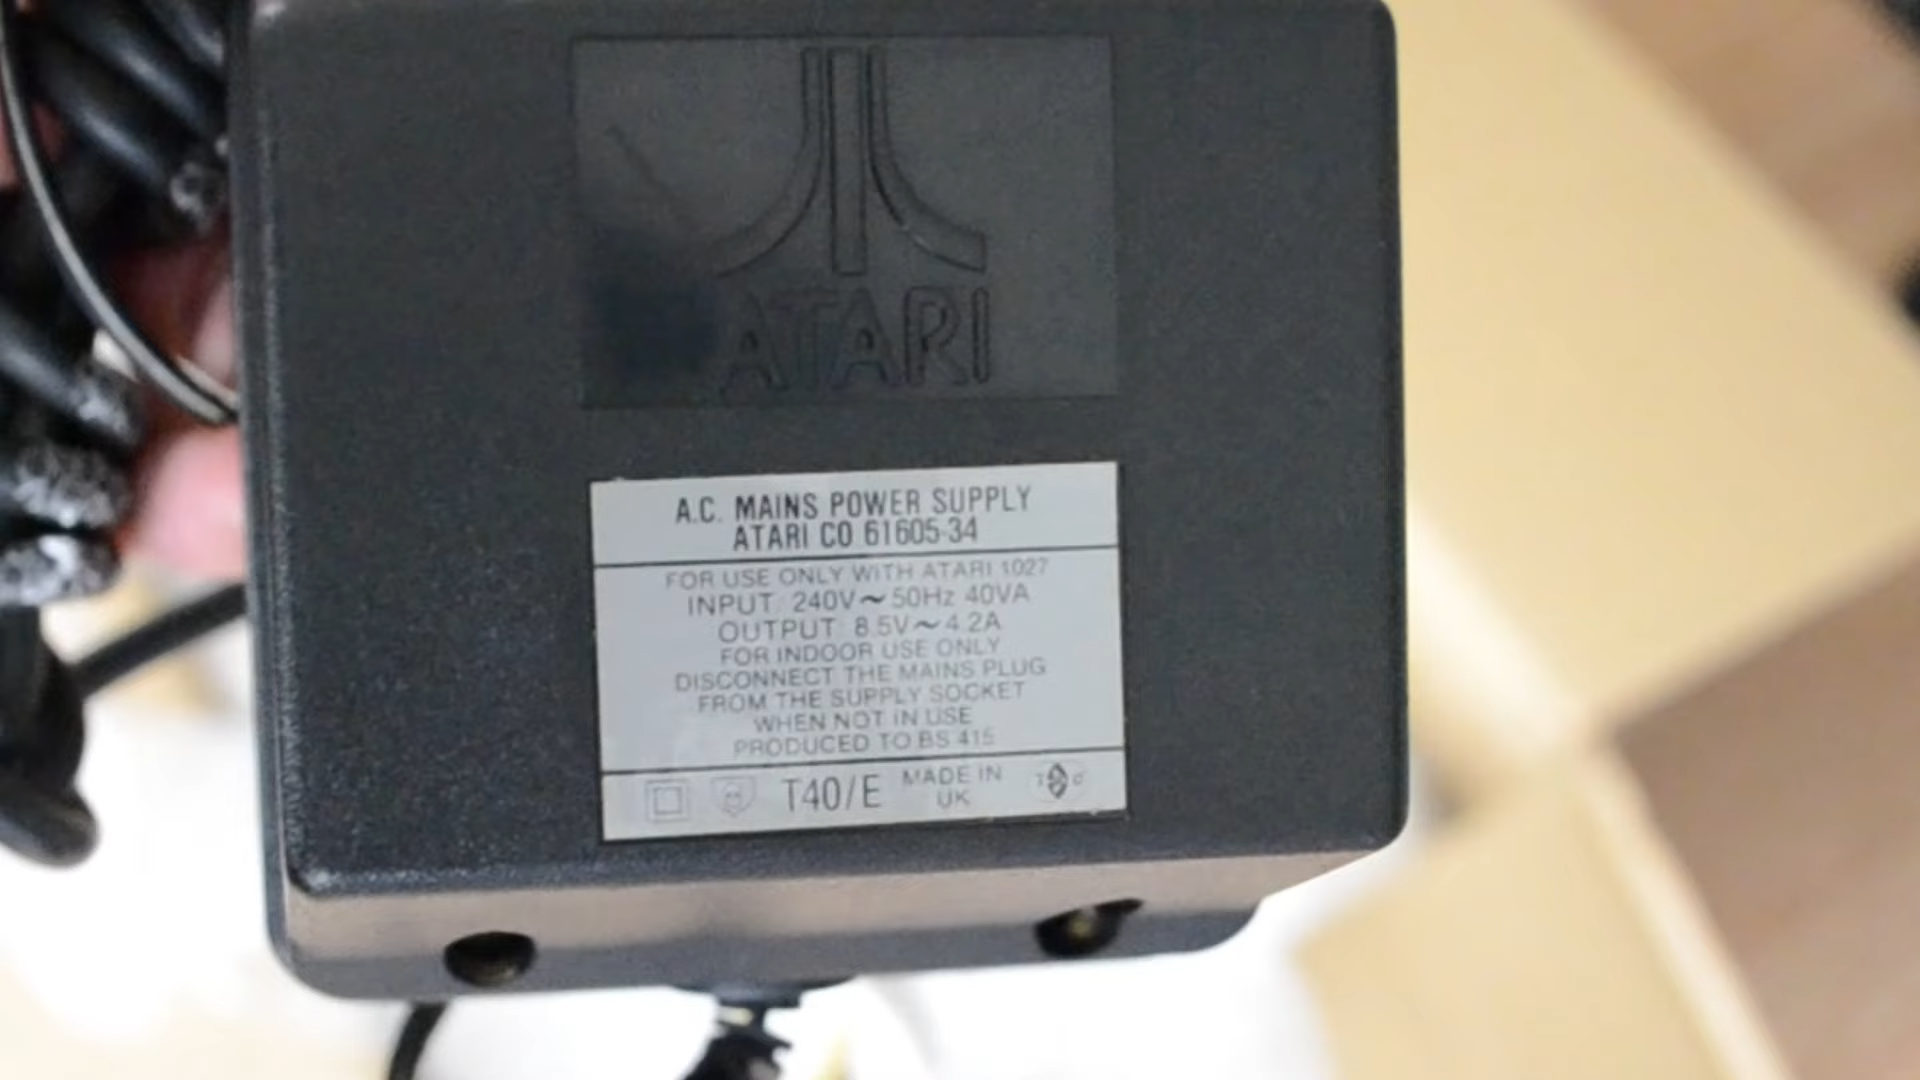 ATARI
A.C. MAINS POWER SUPPLY
ATARI CO 61605-34
FOR USE ONLY WITH ATARI 1027
INPUT 240V~50Hz 40VA
OUTPUT 8.5V~4.2A
FOR INDOOR USE ONLY
DISCONNECT THE MAINS PLUG
FROM THE SUPPLY SOCKET
WHEN NOT IN USE
PRODUCED TO BS 415
T40/E MADE IN
UK